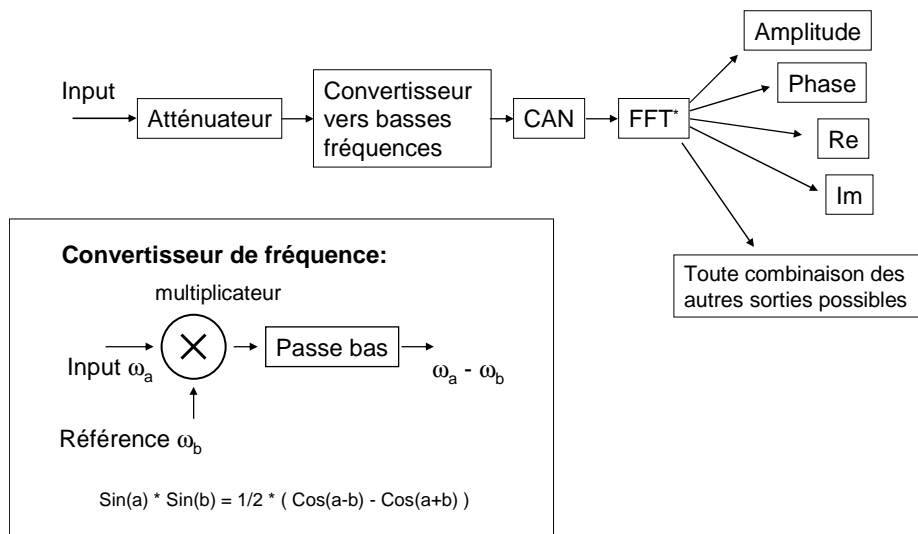 Amplitude
Input
Phase
Atténuateur
Convertisseur
vers basses
fréquences
CAN
FFT*
Re
Im
Toute combinaison des
autres sorties possibles
Convertisseur de fréquence:
multiplicateur
Input ωa
Passe bas
ωa - ωb
Référence ωb
Sin(a) * Sin(b) = 1/2 * ( Cos(a-b) - Cos(a+b) )